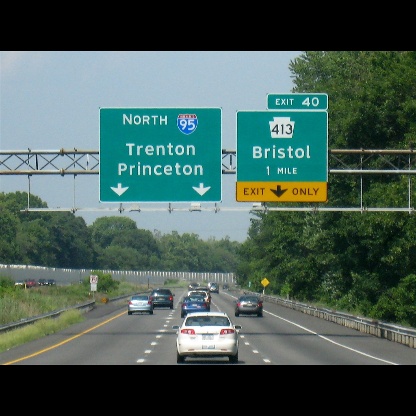 NORTH 95
Trenton
Princeton
EXIT 40
413
Bristol
1 MILE
EXIT ONLY